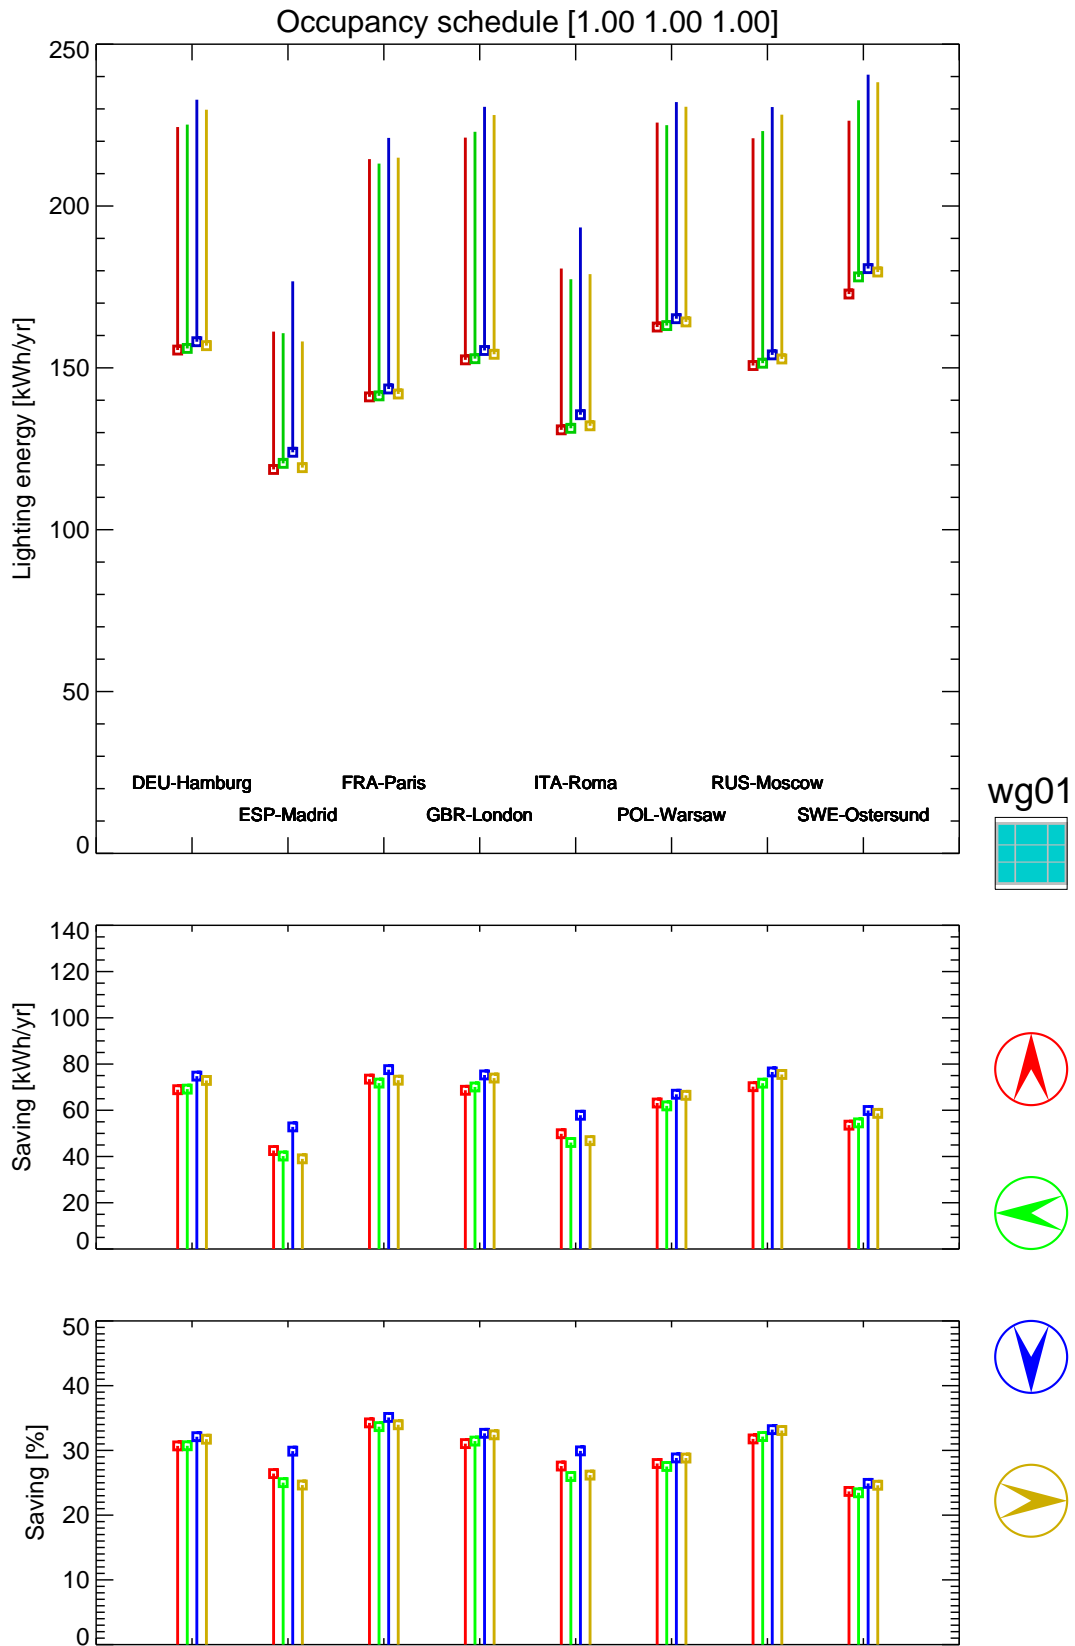 Occupancy schedule [1.00 1.00 1.00]
250
200
150
100
50
0
Lighting energy [kWh/yr]
DEU-Hamburg
FRA-Paris
ITA-Roma
RUS-Moscow
ESP-Madrid
GBR-London
POL-Warsaw
SWE-Ostersund
wg01
140
120
100
80
60
40
20
0
Saving [kWh/yr]
50
40
30
20
10
0
Saving [%]